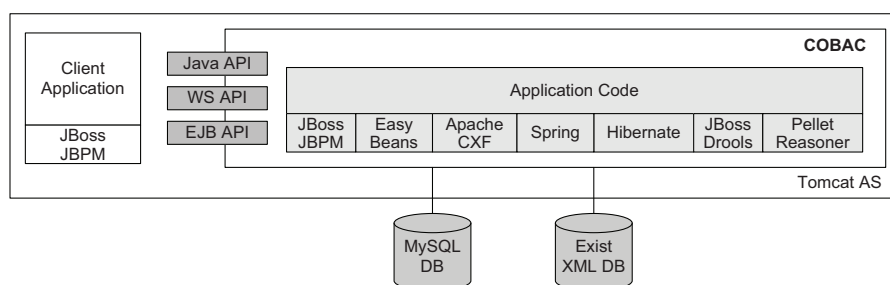 COBAC
Client
Application
JBoss
JBPM
Java API
WS API
EJB API
Application Code
JBoss
JBPM
Easy
Beans
Apache
CXF
Spring
Hibernate
JBoss
Drools
Pellet
Reasoner
Tomcat AS
MySQL
DB
Exist
XML DB